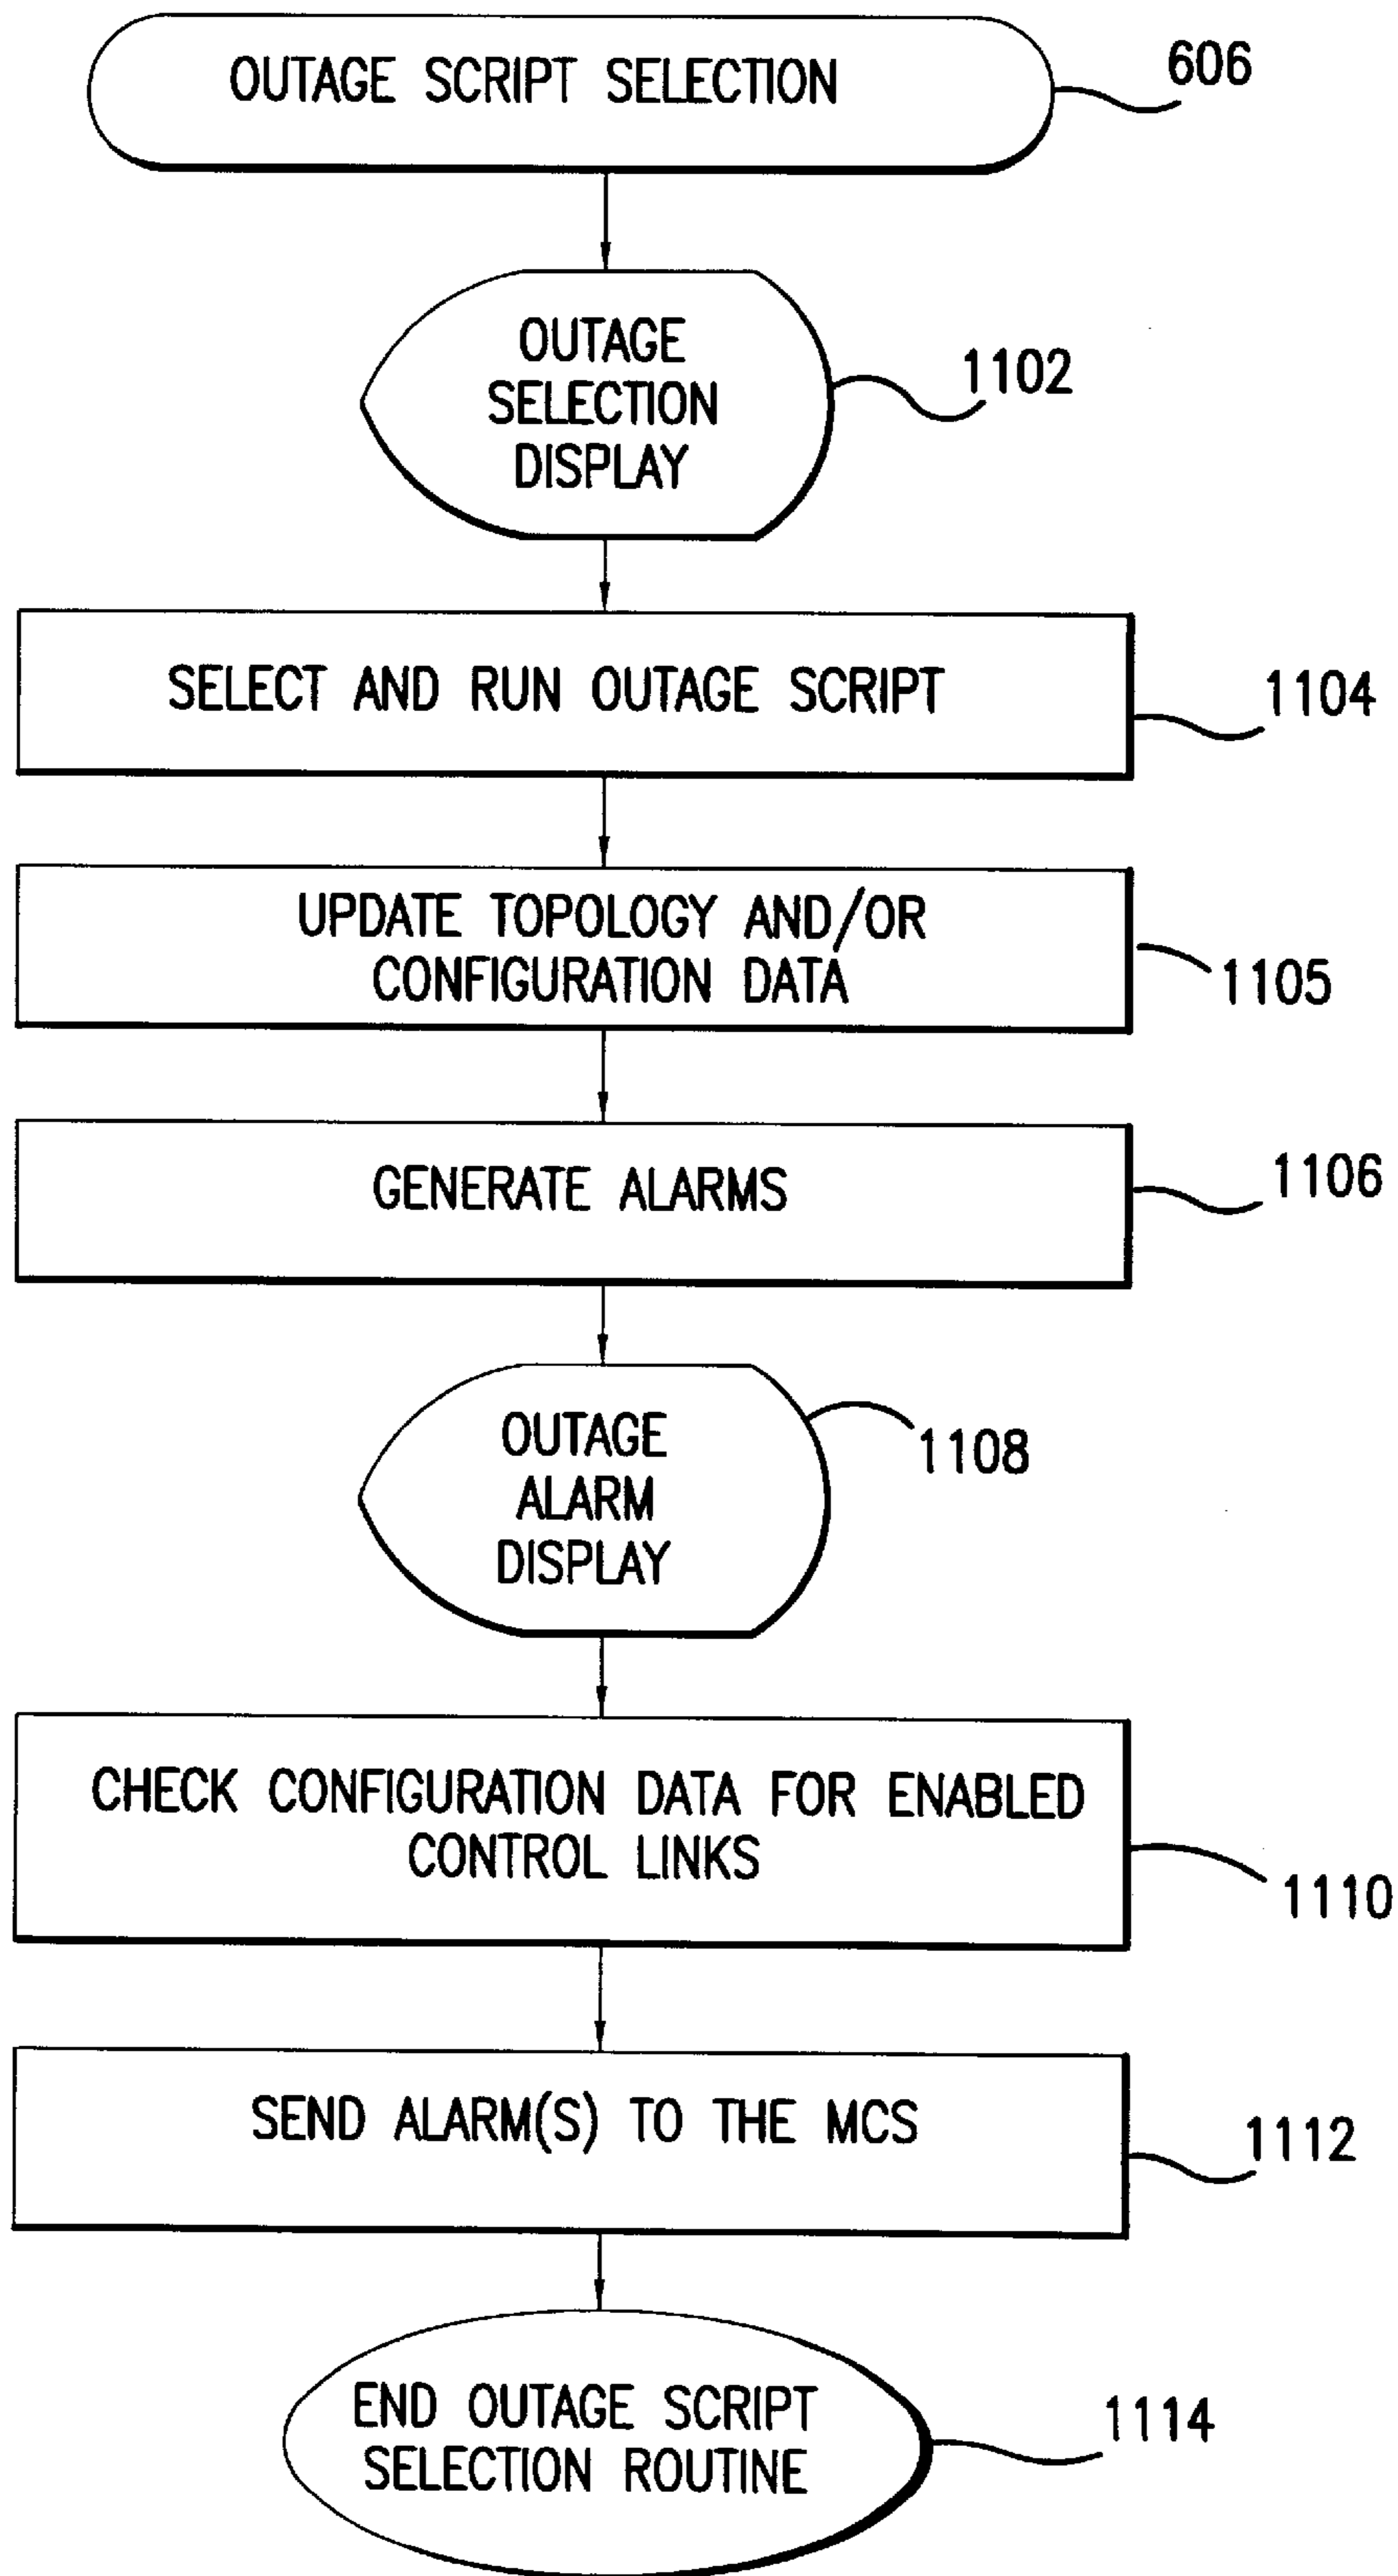 OUTAGE SCRIPT SELECTION
606
OUTAGE
SELECTION
DISPLAY
1102
SELECT AND RUN OUTAGE SCRIPT
1104
UPDATE TOPOLOGY AND/OR
CONFIGURATION DATA
1105
GENERATE ALARMS
1106
OUTAGE
ALARM
DISPLAY
1108
CHECK CONFIGURATION DATA FOR ENABLED
CONTROL LINKS
1110
SEND ALARM(S) TO THE MCS
1112
END OUTAGE SCRIPT
SELECTION ROUTINE
1114